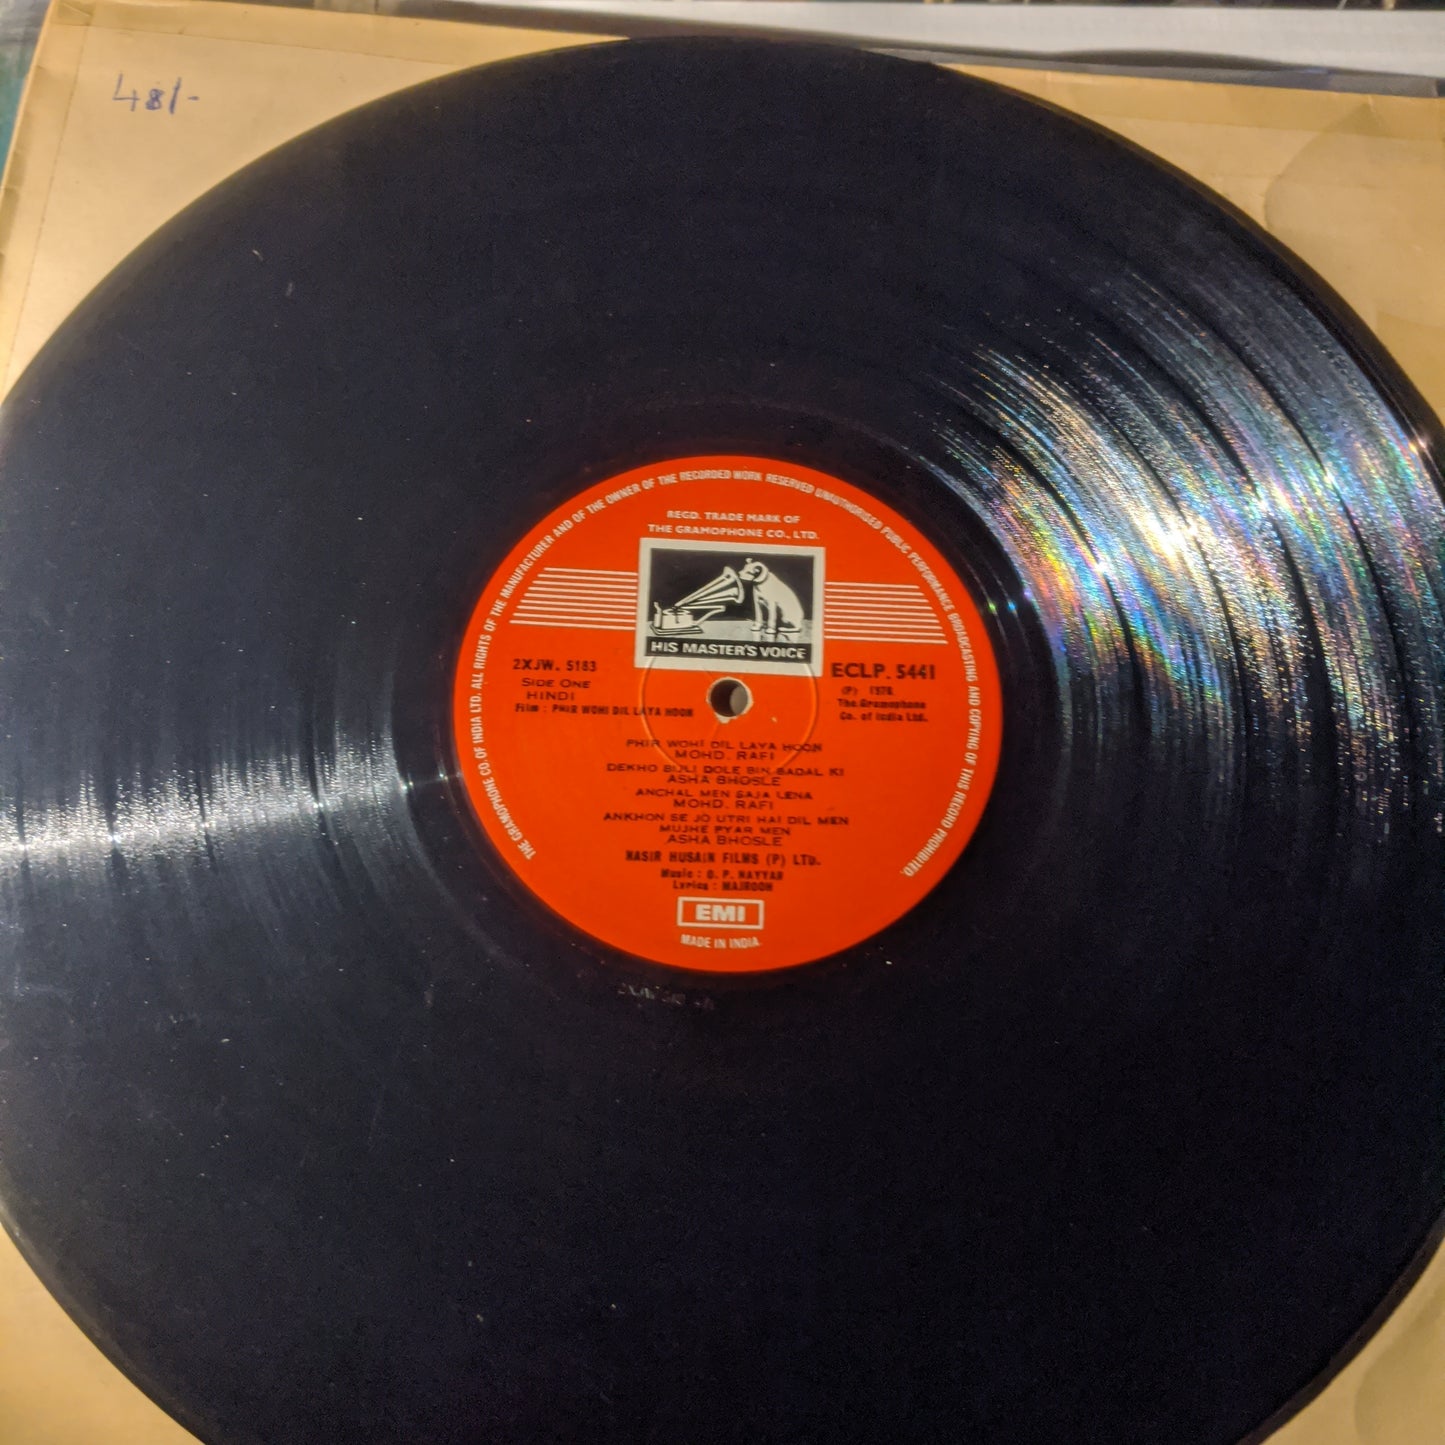 48/-
THE GRAMOPHONE CO. OF INDIA LTD. ALL RIGHTS OF THE MANUFACTURER AND OF THE OWNER OF THE RECORDED WORK RESERVED UNAUTHORISED PUBLIC PERFORMANCE BROADCASTING AND COPYING OF THIS RECORD PROHIBITED.
REGD. TRADE MARK OF
THE GRAMOPHONE CO., LTD.
HIS MASTER'S VOICE
2XJW. 5183
Side One
HINDI
Film : PHIR WOHI DIL LAYA HOON
ECLP. 5441
(P) 1970
The Gramophone
Co. of India Ltd.
PHIR WOHI DIL LAYA HOON
MOHD. RAFI
DEKHO BIJLI DOLE BIN BADAL KI
ASHA BHOSLE
ANCHAL MEN SAJA LENA
MOHD. RAFI
ANKHON SE JO UTRI HAI DIL MEN
MUJHE PYAR MEN
ASHA BHOSLE
NASIR HUSAIN FILMS (P) LTD.
Music : O. P. NAYYAR
Lyrics : MAJROOH
EMI
MADE IN INDIA